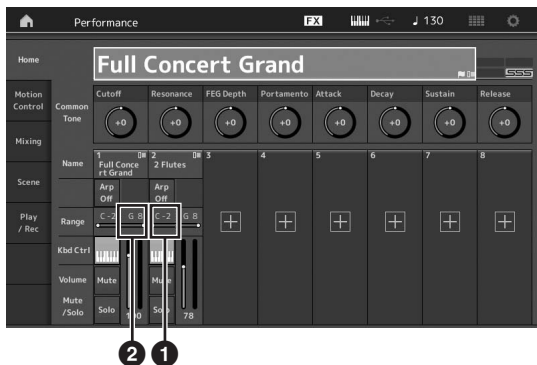 Performance
FX
130
Home
Full Concert Grand
SSS
Motion
Control
Common
Tone
Cutoff
Resonance
FEG Depth
Portamento
Attack
Decay
Sustain
Release
+0
+0
+0
+0
+0
+0
+0
+0
Mixing
Name
1
Full Conce
rt Grand
2
2 Flutes
3
4
5
6
7
8
Scene
Arp
Off
Arp
Off
Play
/ Rec
Range
C -2
G 8
C -2
G 8
Kbd Ctrl
Volume
Mute
Mute
Mute
/Solo
Solo
100
Solo
78
2
1